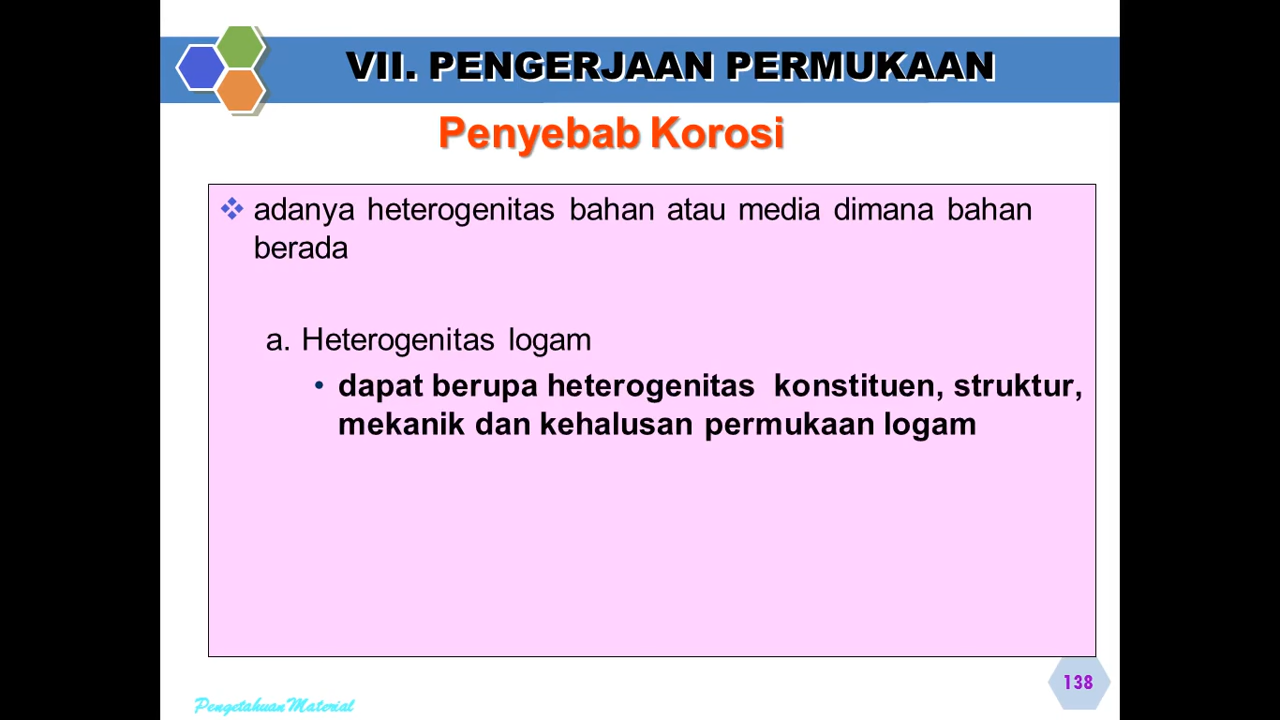 VII. PENGERJAAN PERMUKAAN
Penyebab Korosi
adanya heterogenitas bahan atau media dimana bahan
berada
a. Heterogenitas logam
• dapat berupa heterogenitas konstituen, struktur,
mekanik dan kehalusan permukaan logam
138
Pengetahuan Material